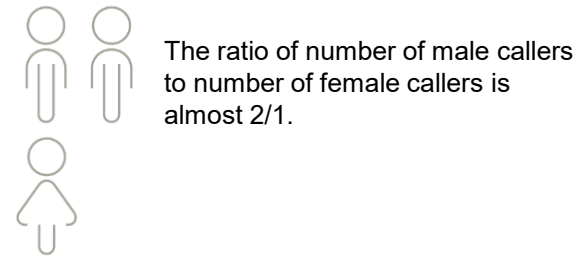 The ratio of number of male callers
to number of female callers is
almost 2/1.